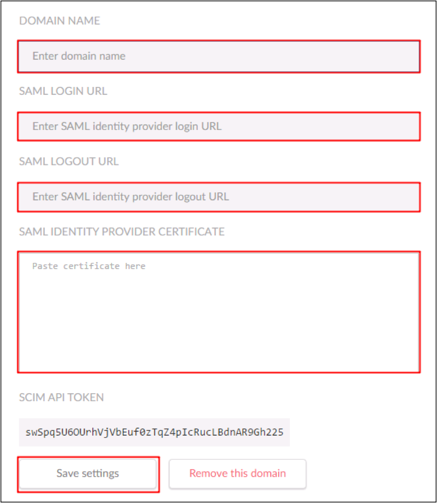 DOMAIN NAME
Enter domain name
SAML LOGIN URL
Enter SAML identity provider login URL
SAML LOGOUT URL
Enter SAML identity provider logout URL
SAML IDENTITY PROVIDER CERTIFICATE
Paste certificate here
SCIM API TOKEN
swSpq5U6OUrhVjVbEuf0zTqZ4pIcRucLBdnAR9Gh225
Save settings
Remove this domain